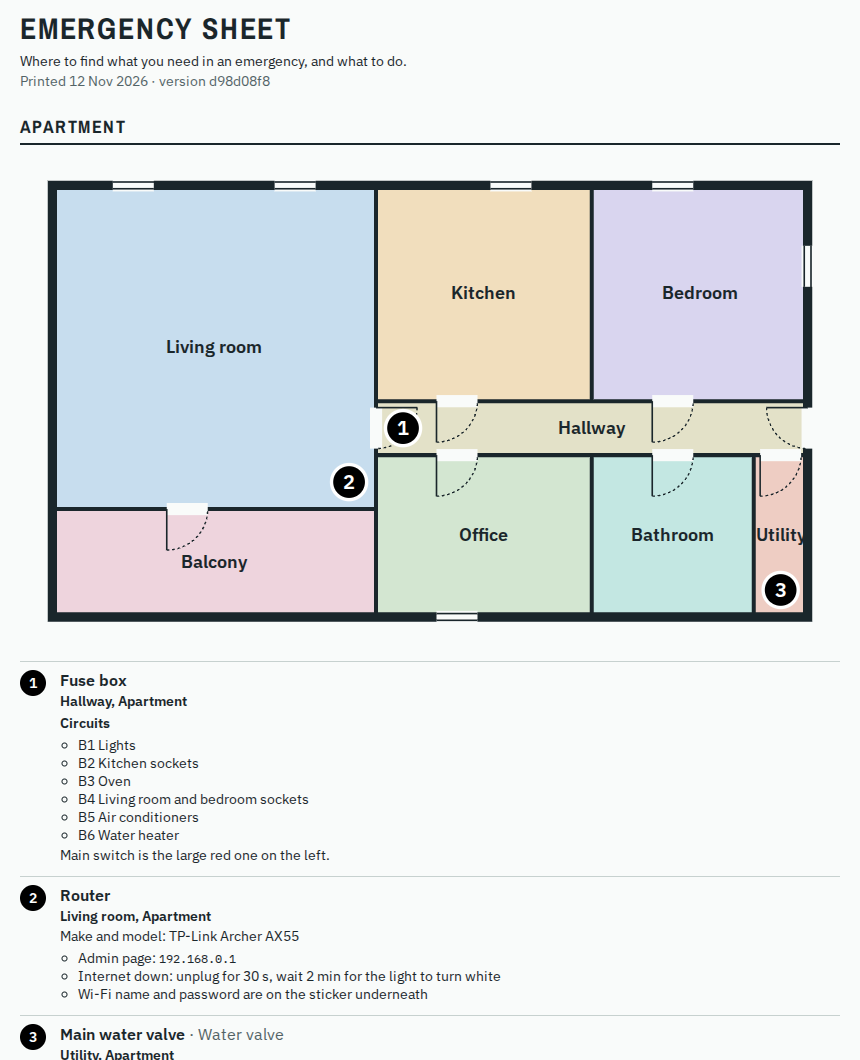 EMERGENCY SHEET
Where to find what you need in an emergency, and what to do.
Printed 12 Nov 2026 · version d98d08f8
APARTMENT
Kitchen
Bedroom
Living room
1
Hallway
2
Office
Bathroom
Utility
Balcony
3
1 Fuse box
Hallway, Apartment
Circuits
B1 Lights
B2 Kitchen sockets
B3 Oven
B4 Living room and bedroom sockets
B5 Air conditioners
B6 Water heater
Main switch is the large red one on the left.
2 Router
Living room, Apartment
Make and model: TP-Link Archer AX55
Admin page: 192.168.0.1
Internet down: unplug for 30 s, wait 2 min for the light to turn white
Wi-Fi name and password are on the sticker underneath
3 Main water valve · Water valve
Utility, Apartment